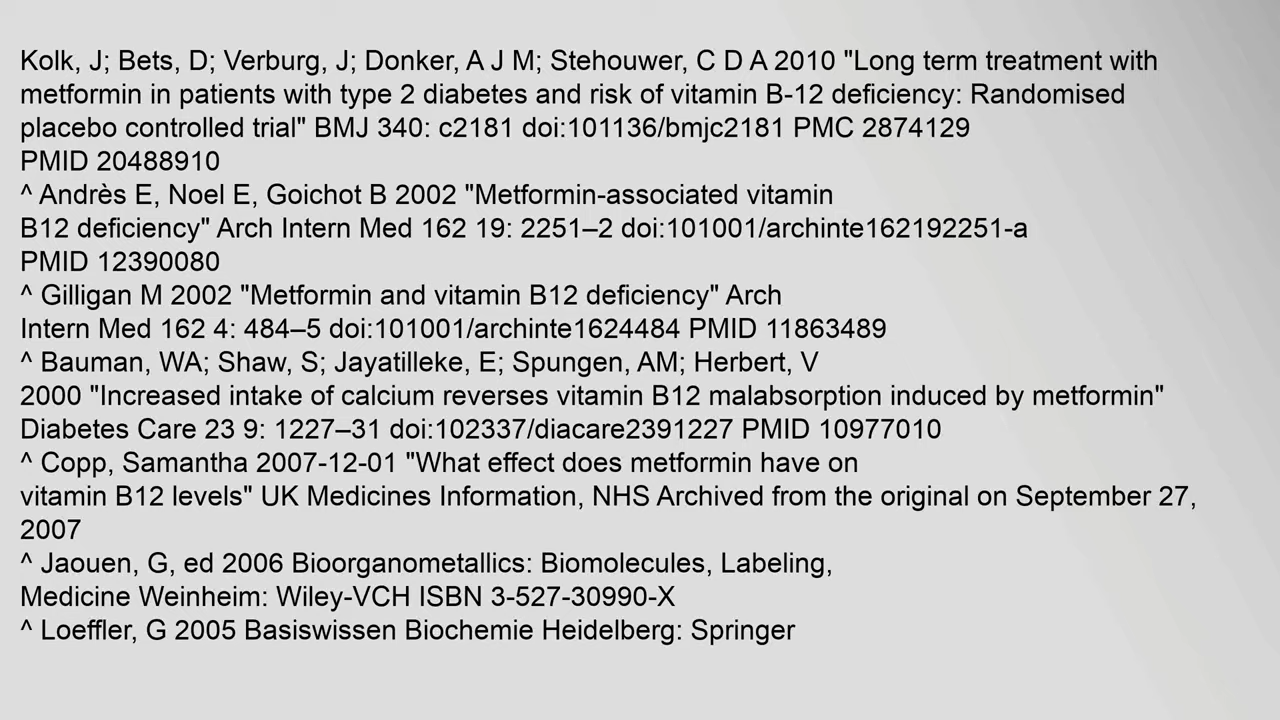 Kolk, J; Bets, D; Verburg, J; Donker, A J M; Stehouwer, C D A 2010 "Long term treatment with
metformin in patients with type 2 diabetes and risk of vitamin B-12 deficiency: Randomised
placebo controlled trial" BMJ 340: c2181 doi:101136/bmjc2181 PMC 2874129
PMID 20488910
^ Andrès E, Noel E, Goichot B 2002 "Metformin-associated vitamin
B12 deficiency" Arch Intern Med 162 19: 2251–2 doi:101001/archinte162192251-a
PMID 12390080
^ Gilligan M 2002 "Metformin and vitamin B12 deficiency" Arch
Intern Med 162 4: 484–5 doi:101001/archinte1624484 PMID 11863489
^ Bauman, WA; Shaw, S; Jayatilleke, E; Spungen, AM; Herbert, V
2000 "Increased intake of calcium reverses vitamin B12 malabsorption induced by metformin"
Diabetes Care 23 9: 1227–31 doi:102337/diacare2391227 PMID 10977010
^ Copp, Samantha 2007-12-01 "What effect does metformin have on
vitamin B12 levels" UK Medicines Information, NHS Archived from the original on September 27,
2007
^ Jaouen, G, ed 2006 Bioorganometallics: Biomolecules, Labeling,
Medicine Weinheim: Wiley-VCH ISBN 3-527-30990-X
^ Loeffler, G 2005 Basiswissen Biochemie Heidelberg: Springer